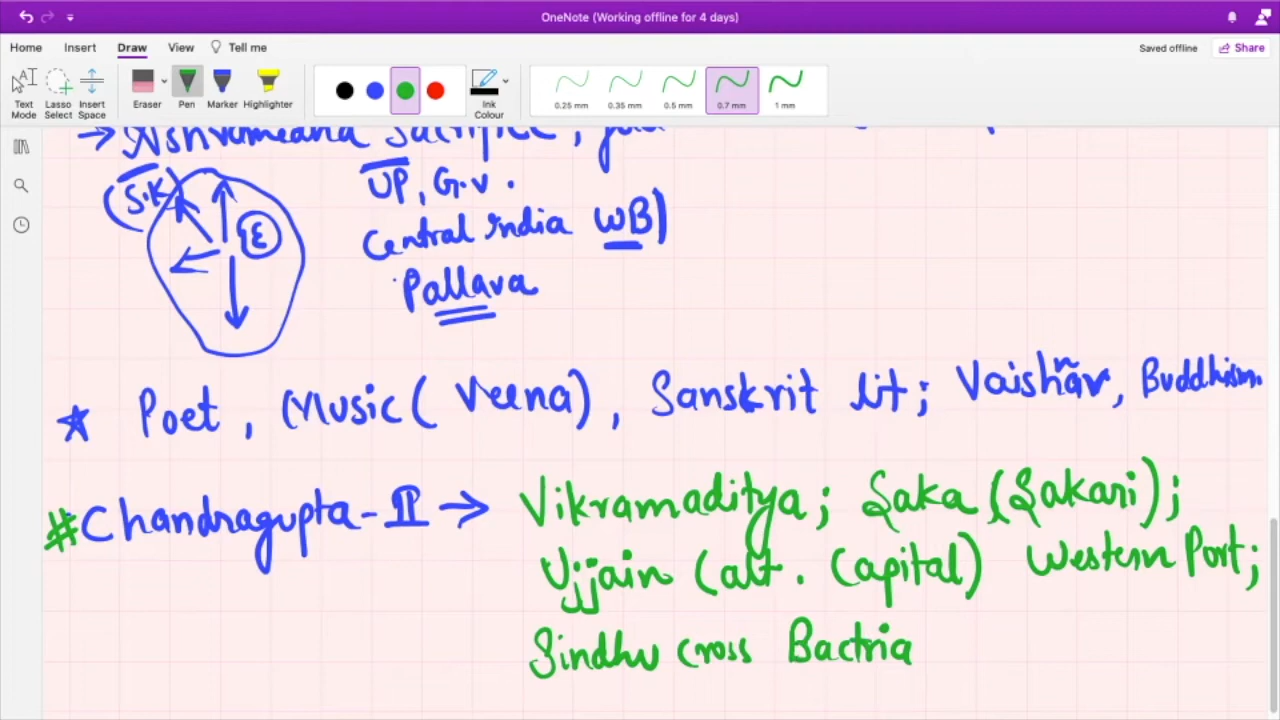 OneNote (Working offline for 4 days)
Home Insert Draw View Tell me
Saved offline Share
Text Mode Lasso Select Insert Space Eraser Pen Marker Highlighter Ink Colour 0.25 mm 0.35 mm 0.5 mm 0.7 mm 1 mm
→ Ashvamedha Sacrifice,
(S.K) UP, G.V.
E Central India WB)
Pallava
Poet, Music (Veena), Sanskrit lit; Vaishnav, Buddhism.
#Chandragupta-II → Vikramaditya; Saka (Sakari);
Ujjain (alt. Capital) Western Port;
Sindhu cross Bactria